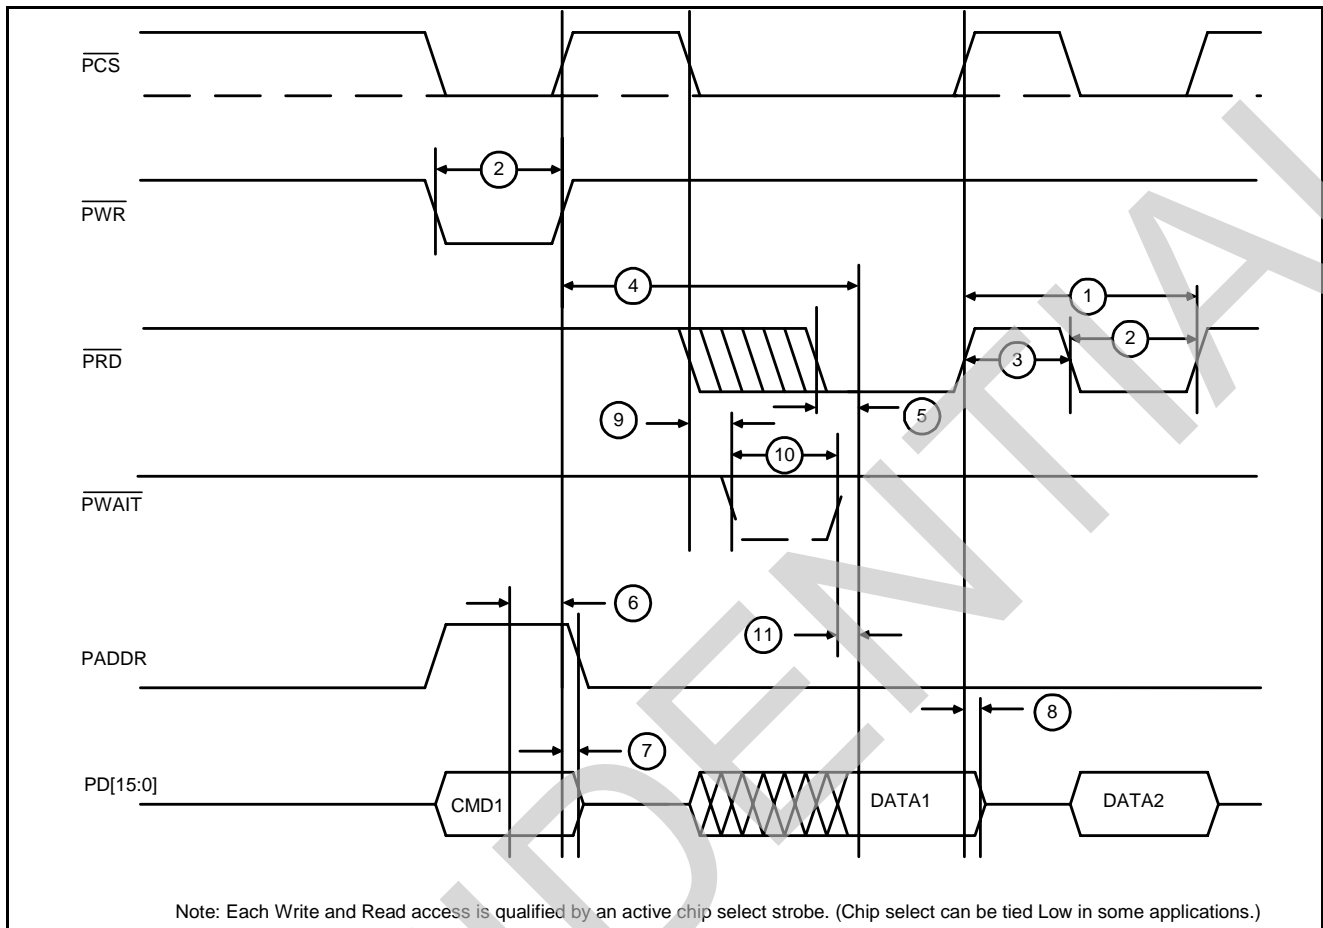 PCS
2
PWR
4
1
2
PRD
3
5
9
10
PWAIT
6
11
PADDR
8
7
PD[15:0]
CMD1
DATA1
DATA2
Note: Each Write and Read access is qualified by an active chip select strobe. (Chip select can be tied Low in some applications.)
DENTIAL